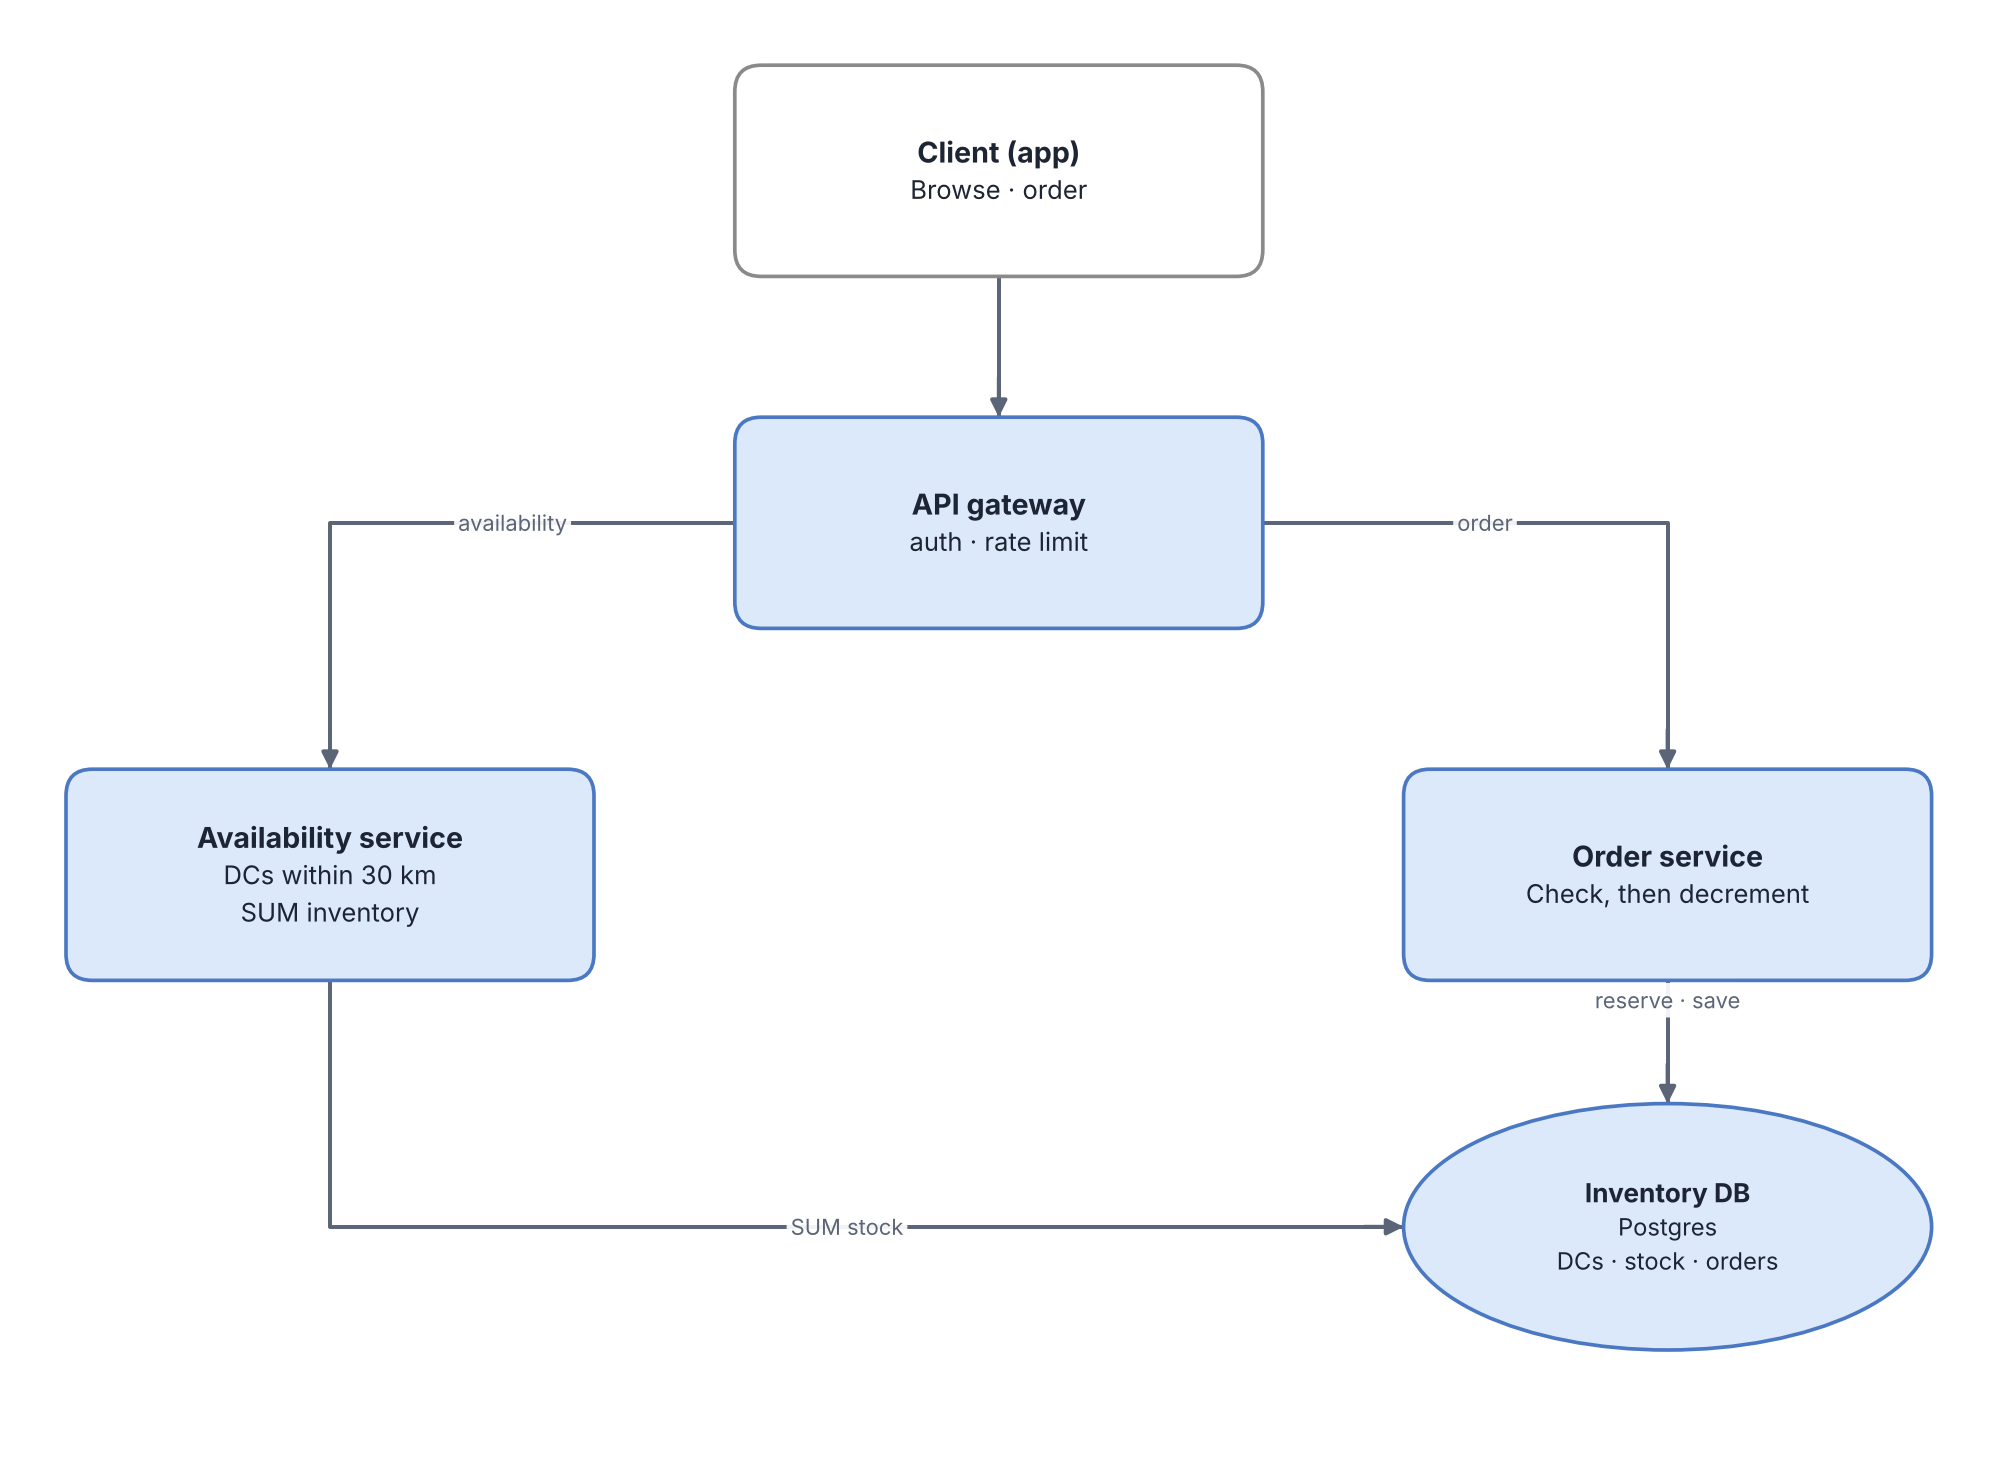 Client (app)
Browse · order
API gateway
auth · rate limit
availability
order
Availability service
DCs within 30 km
SUM inventory
Order service
Check, then decrement
reserve · save
SUM stock
Inventory DB
Postgres
DCs · stock · orders